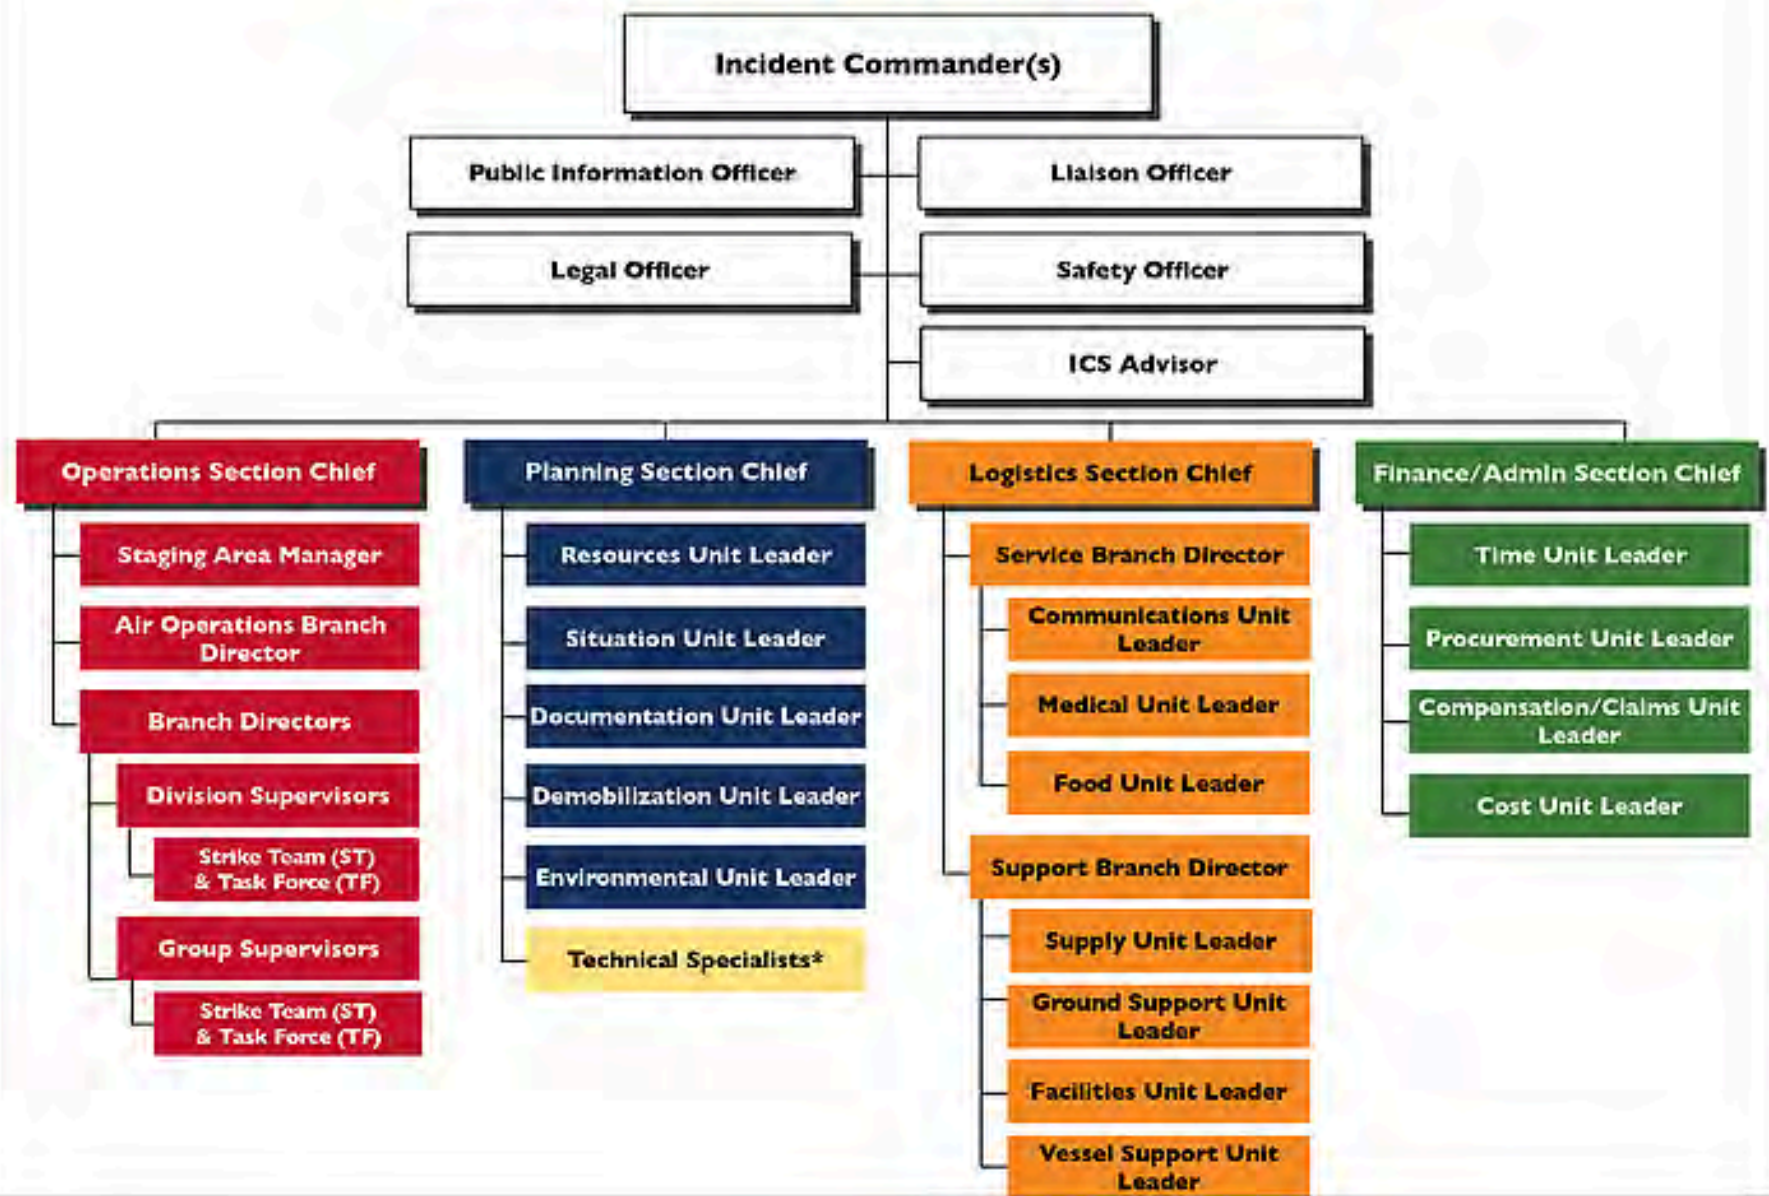 Incident Commander(s)
Public Information Officer
Liaison Officer
Legal Officer
Safety Officer
ICS Advisor
Operations Section Chief
Staging Area Manager
Air Operations Branch
Director
Branch Directors
Division Supervisors
Strike Team (ST)
& Task Force (TF)
Group Supervisors
Strike Team (ST)
& Task Force (TF)
Planning Section Chief
Resources Unit Leader
Situation Unit Leader
Documentation Unit Leader
Demobilization Unit Leader
Environmental Unit Leader
Technical Specialists*
Logistics Section Chief
Service Branch Director
Communications Unit
Leader
Medical Unit Leader
Food Unit Leader
Support Branch Director
Supply Unit Leader
Ground Support Unit
Leader
Facilities Unit Leader
Vessel Support Unit
Leader
Finance/Admin Section Chief
Time Unit Leader
Procurement Unit Leader
Compensation/Claims Unit
Leader
Cost Unit Leader